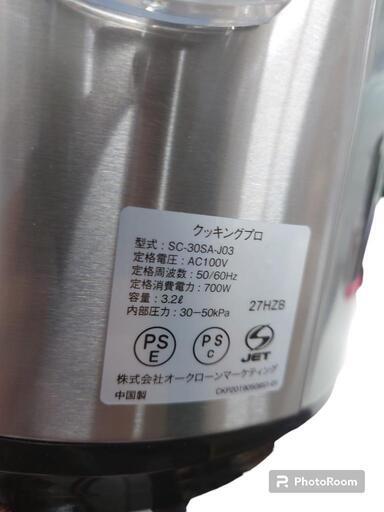 クッキングプロ
型式：SC-30SA-J03
定格電圧：AC100V
定格周波数：50/60Hz
定格消費電力：700W
容量：3.2ℓ
内部圧力：30−50kPa
27HZB
PS
E
PS
C
JET
株式会社オークローンマーケティング
中国製
PhotoRoom